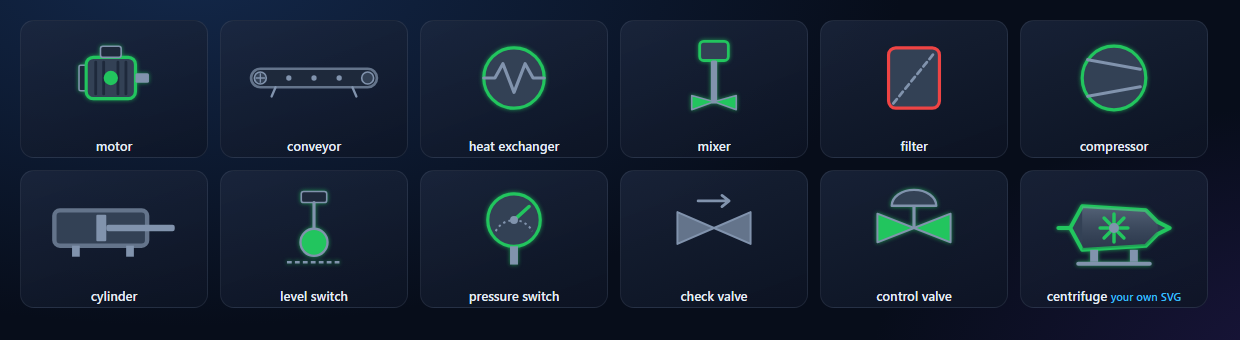 motor
conveyor
heat exchanger
mixer
filter
compressor
cylinder
level switch
pressure switch
check valve
control valve
centrifuge your own SVG